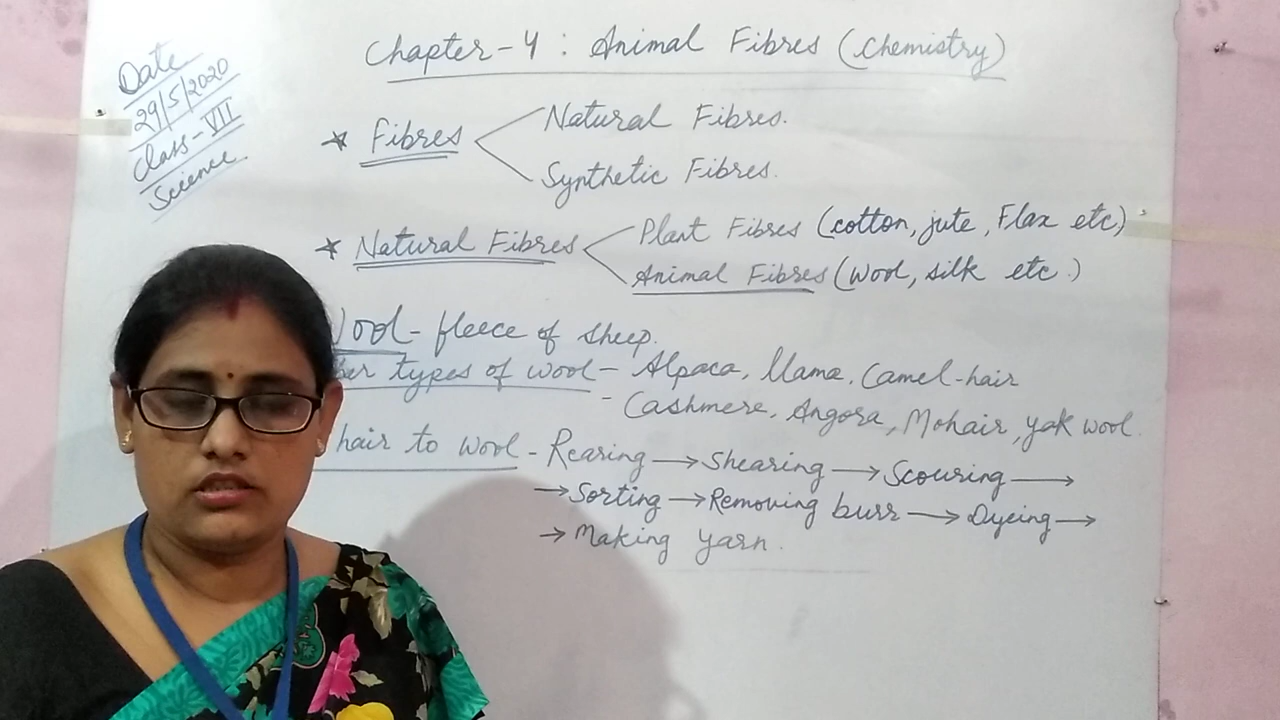 Date
29/5/2020
Class-VII
Science.
Chapter-4 : Animal Fibres (Chemistry)
★ Fibres
Natural Fibres.
Synthetic Fibres.
★ Natural Fibres
Plant Fibres (cotton, jute, Flax etc.)
Animal Fibres (wool, silk etc.)
Wool- fleece of sheep.
types of wool- Alpaca, llama, Camel-hair
- Cashmere, Angora, Mohair, yak wool.
hair to wool - Rearing → Shearing → Scouring →
→ Sorting → Removing burr → Dyeing →
→ Making yarn.